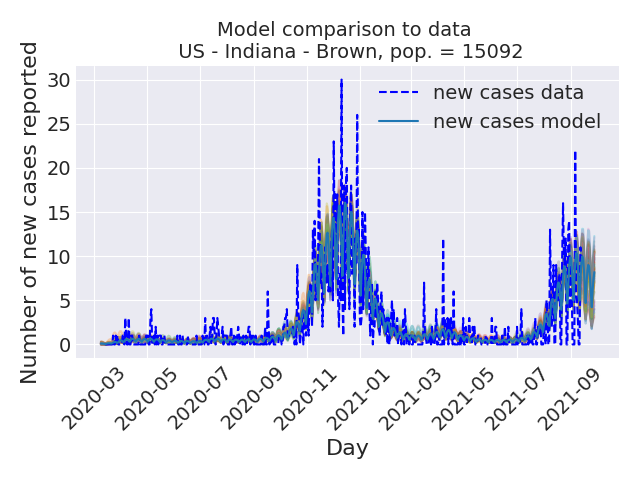 Model comparison to data
US - Indiana - Brown, pop. = 15092
Number of new cases reported
30
25
20
15
10
5
0
new cases data
new cases model
2020-03
2020-05
2020-07
2020-09
2020-11
2021-01
2021-03
2021-05
2021-07
2021-09
Day